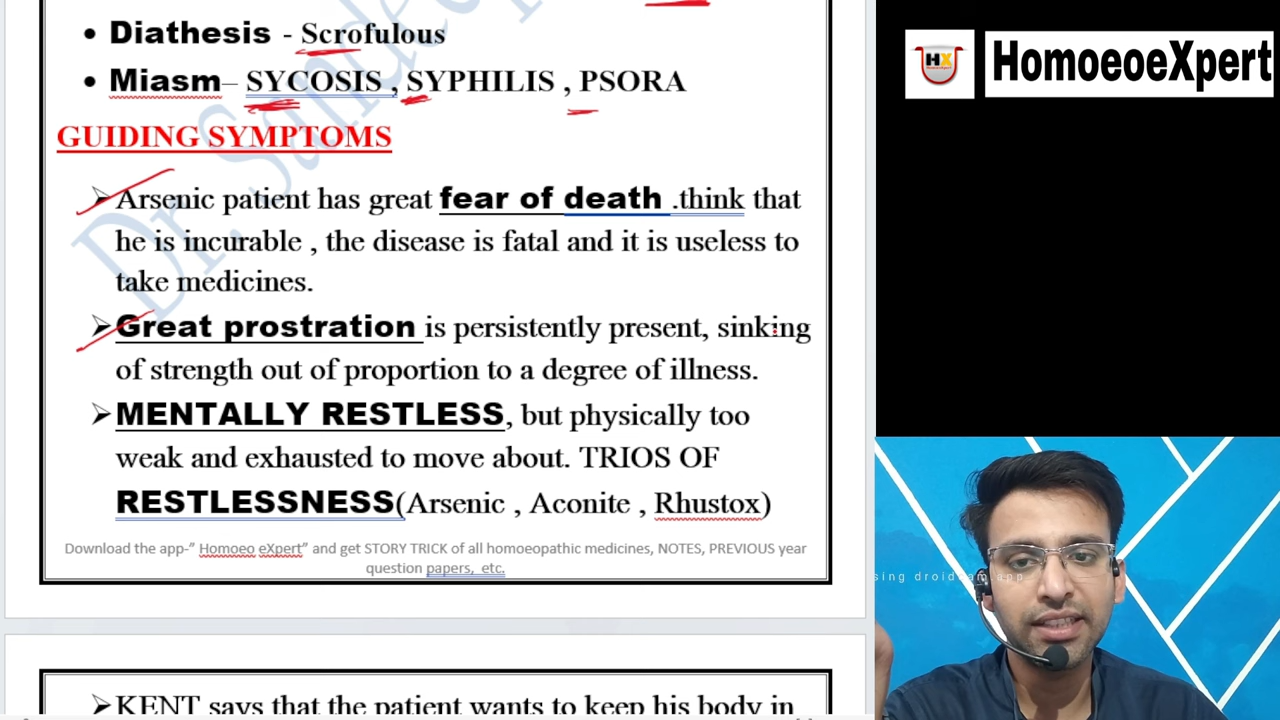 HomoeoeXpert
HX
• Diathesis - Scrofulous
• Miasm– SYCOSIS , SYPHILIS , PSORA
GUIDING SYMPTOMS
➢ Arsenic patient has great fear of death .think that
he is incurable , the disease is fatal and it is useless to
take medicines.
➢ Great prostration is persistently present, sinking
of strength out of proportion to a degree of illness.
➢ MENTALLY RESTLESS, but physically too
weak and exhausted to move about. TRIOS OF
RESTLESSNESS(Arsenic , Aconite , Rhustox)
Download the app-” Homoeo eXpert” and get STORY TRICK of all homoeopathic medicines, NOTES, PREVIOUS year
question papers, etc.
➢ KENT says that the patient wants to keep his body in